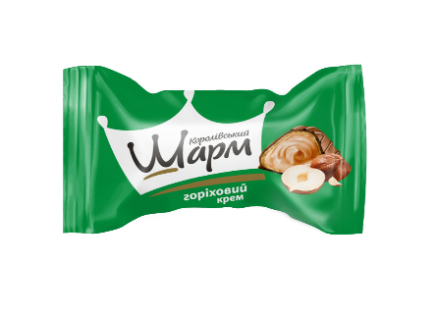 Королівський
Шарм
горіховий
крем